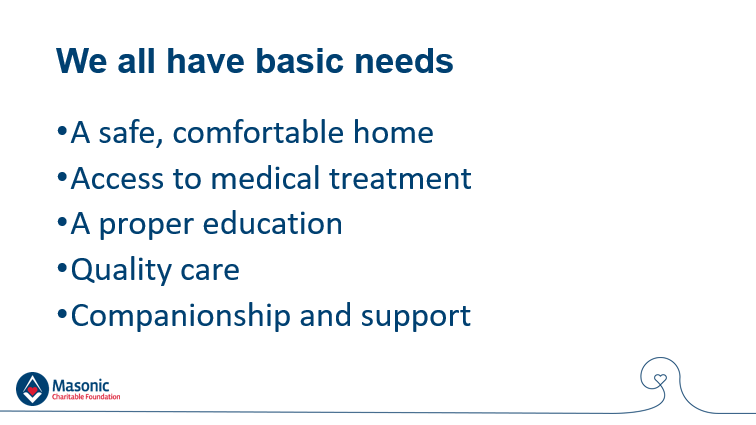 We all have basic needs
•A safe, comfortable home
•Access to medical treatment
•A proper education
•Quality care
•Companionship and support
Masonic
Charitable Foundation